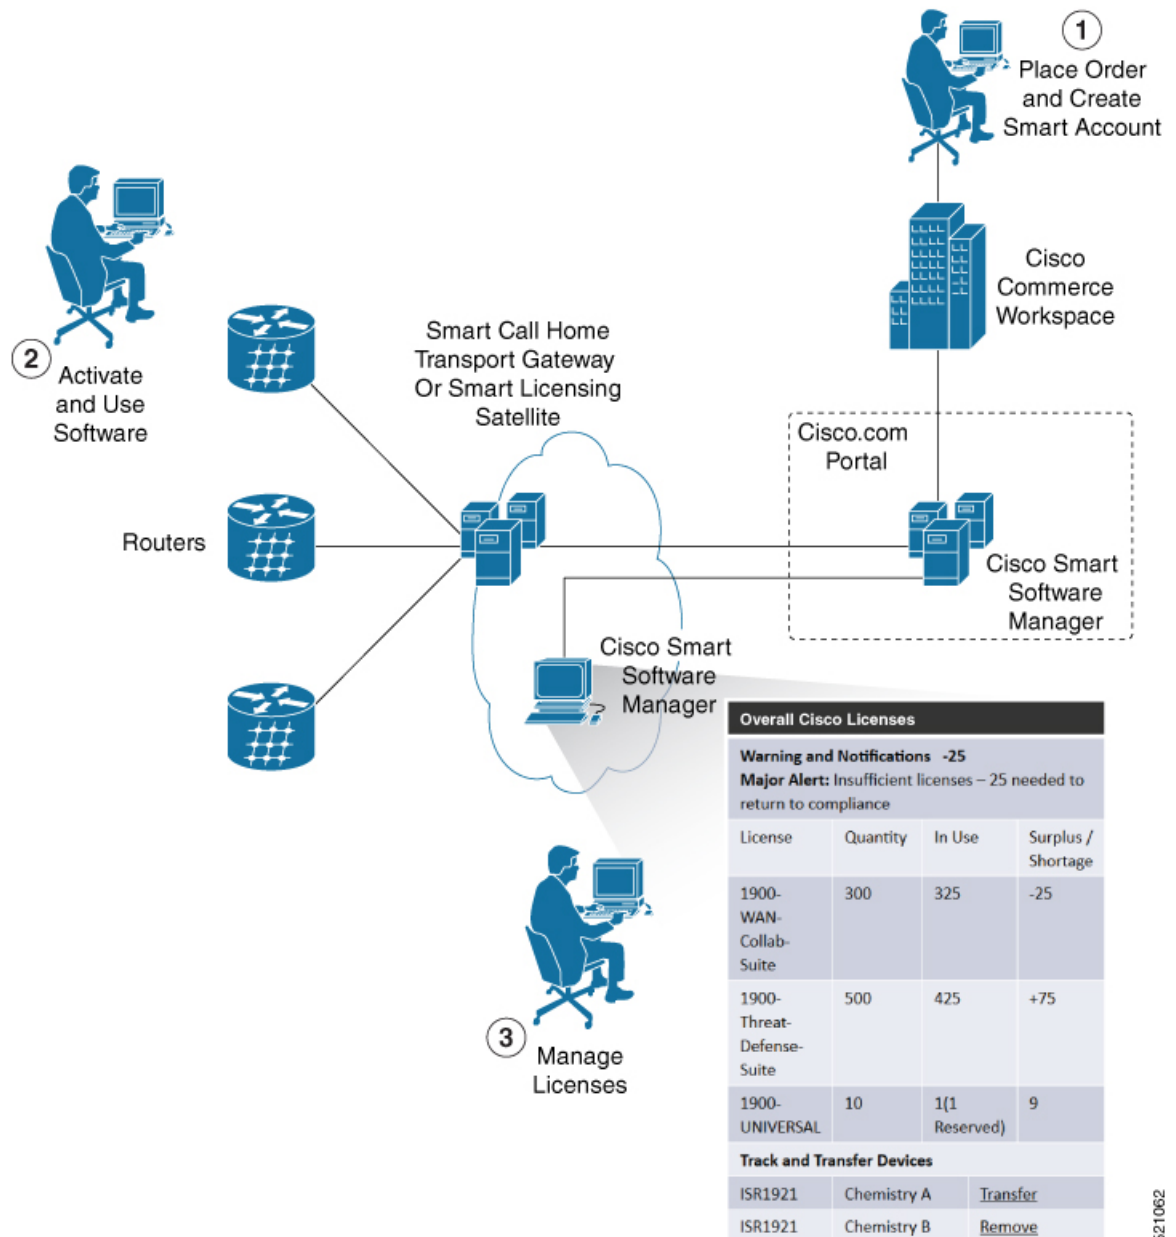 1
Place Order
and Create
Smart Account
Cisco
Commerce
Workspace
2
Activate
and Use
Software
Smart Call Home
Transport Gateway
Or Smart Licensing
Satellite
Cisco.com
Portal
Routers
Cisco Smart
Software
Manager
Cisco Smart
Software
Manager
Overall Cisco Licenses
Warning and Notifications -25
Major Alert: Insufficient licenses – 25 needed to
return to compliance
License Quantity In Use Surplus /
Shortage
1900- 300 325 -25
WAN-
Collab-
Suite
1900- 500 425 +75
Threat-
Defense-
Suite
1900- 10 1(1 9
UNIVERSAL Reserved)
Track and Transfer Devices
ISR1921 Chemistry A Transfer
ISR1921 Chemistry B Remove
3
Manage
Licenses